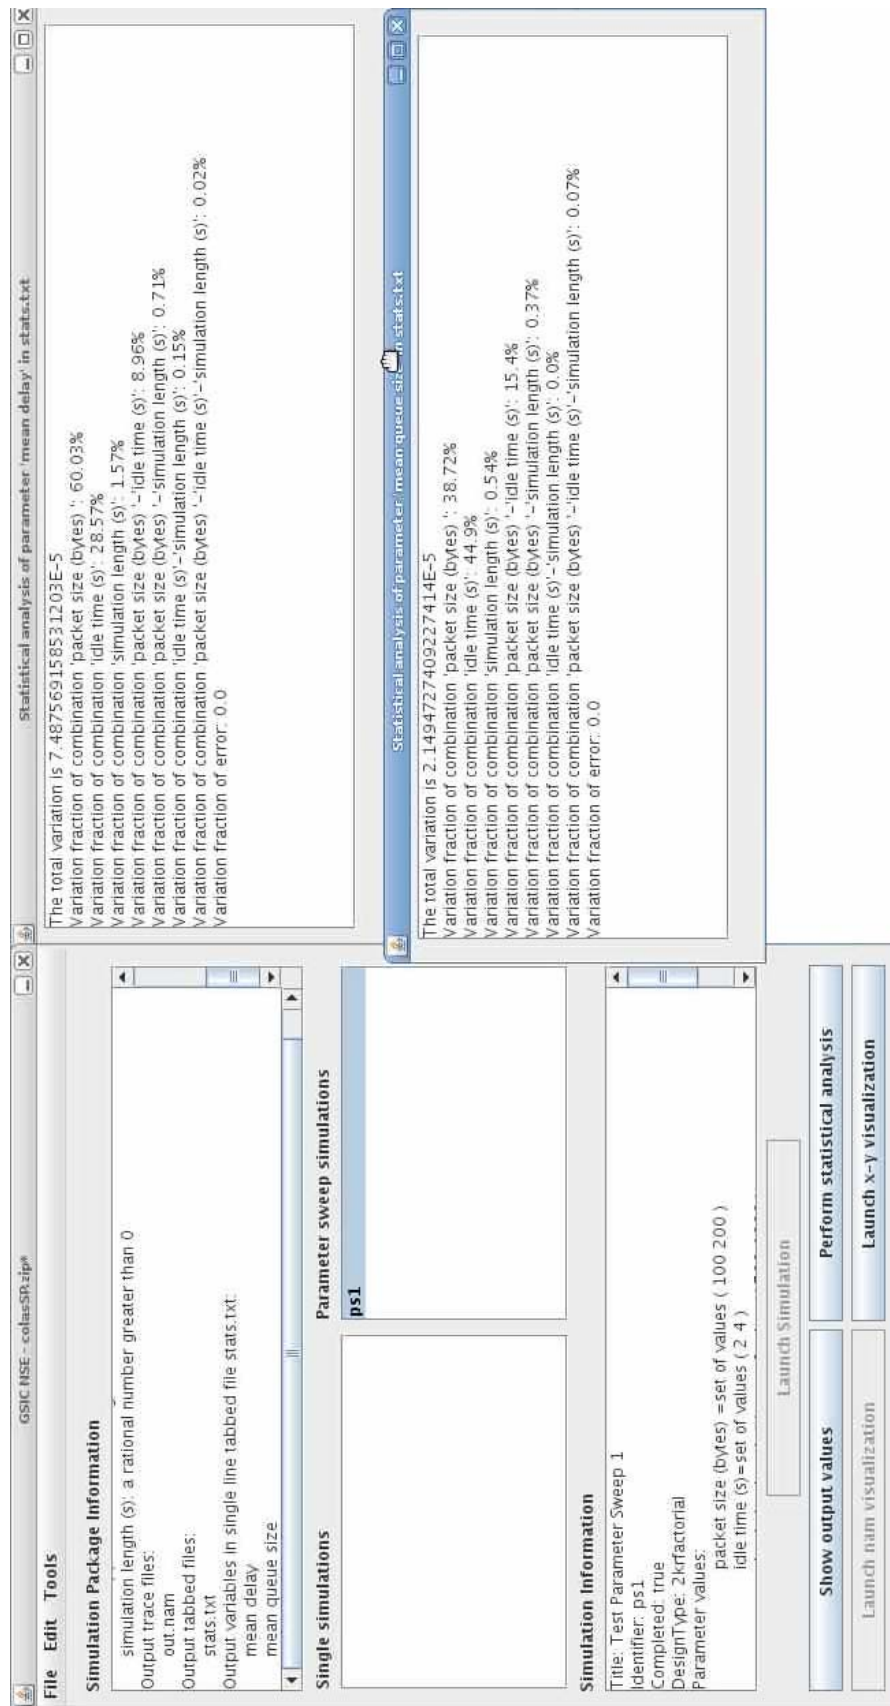 GSIC NSE - colasSP.zip*
File Edit Tools
Simulation Package Information
simulation length (s): a rational number greater than 0
Output trace files:
out.nam
Output tabbed files:
stats.txt
Output variables in single line tabbed file stats.txt:
mean delay
mean queue size
Single simulations
Parameter sweep simulations
ps1
Simulation Information
Title: Test Parameter Sweep 1
Identifier: ps1
Completed: true
DesignType: 2krfactorial
Parameter values:
packet size (bytes) =set of values ( 100 200 )
idle time (s)=set of values ( 2 4 )
Launch Simulation
Show output values
Perform statistical analysis
Launch nam visualization
Launch x-y visualization
Statistical analysis of parameter 'mean delay' in stats.txt
The total variation is 7.487569158531203E-5
Variation fraction of combination 'packet size (bytes) ': 60.03%
Variation fraction of combination 'idle time (s)': 28.57%
Variation fraction of combination 'simulation length (s)': 1.57%
Variation fraction of combination 'packet size (bytes) '-'idle time (s)': 8.96%
Variation fraction of combination 'packet size (bytes) '-'simulation length (s)': 0.71%
Variation fraction of combination 'idle time (s)'-'simulation length (s)': 0.15%
Variation fraction of combination 'packet size (bytes) '-'idle time (s)'-'simulation length (s)': 0.02%
Variation fraction of error: 0.0
Statistical analysis of parameter 'mean queue size' in stats.txt
The total variation is 2.1494727409227414E-5
Variation fraction of combination 'packet size (bytes) ': 38.72%
Variation fraction of combination 'idle time (s)': 44.9%
Variation fraction of combination 'simulation length (s)': 0.54%
Variation fraction of combination 'packet size (bytes) '-'idle time (s)': 15.4%
Variation fraction of combination 'packet size (bytes) '-'simulation length (s)': 0.37%
Variation fraction of combination 'idle time (s)'-'simulation length (s)': 0.0%
Variation fraction of combination 'packet size (bytes) '-'idle time (s)'-'simulation length (s)': 0.07%
Variation fraction of error: 0.0